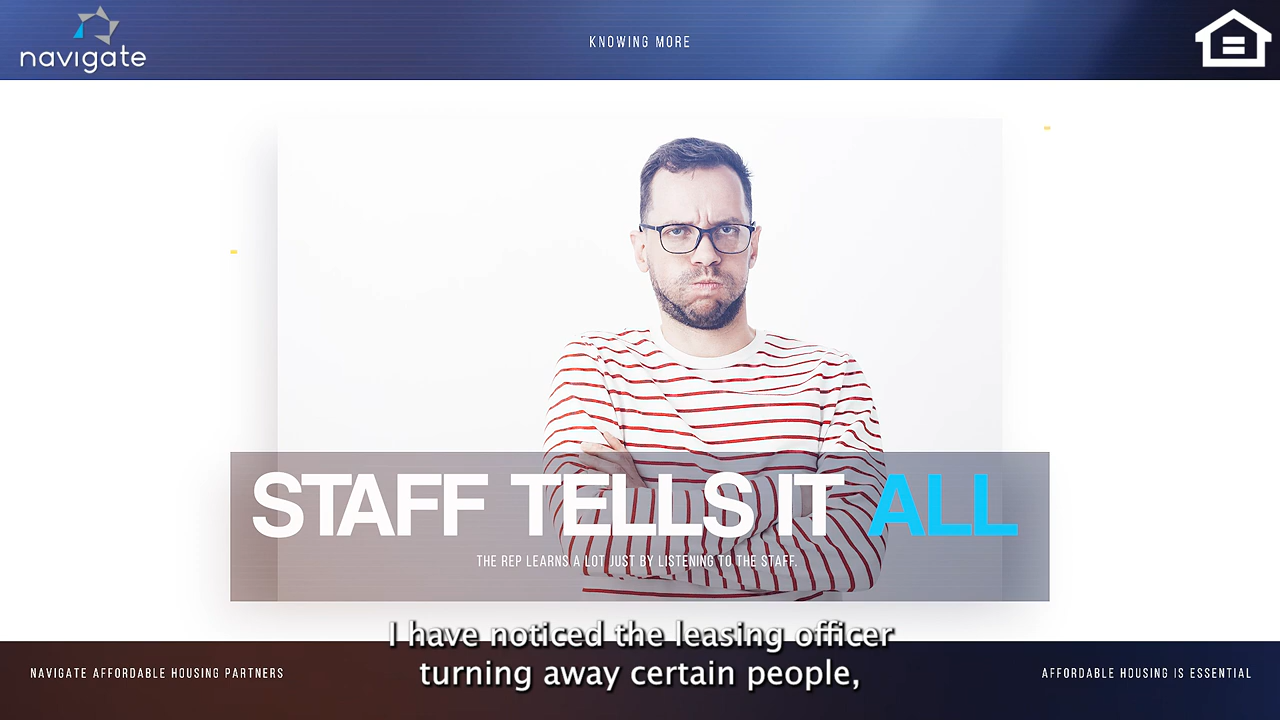 navigate
KNOWING MORE
STAFF TELLS IT ALL
THE REP LEARNS A LOT JUST BY LISTENING TO THE STAFF.
I have noticed the leasing officer
turning away certain people,
NAVIGATE AFFORDABLE HOUSING PARTNERS
AFFORDABLE HOUSING IS ESSENTIAL